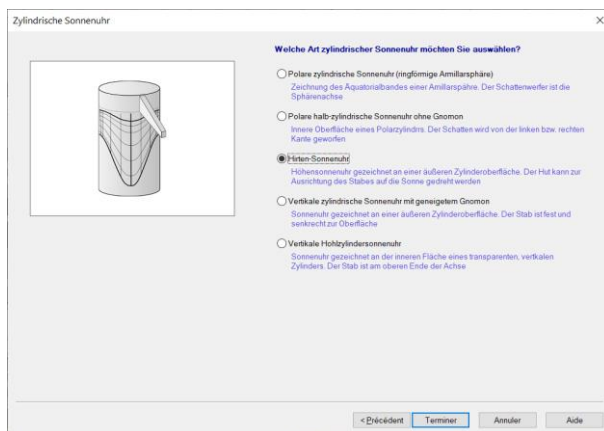 Zylindrische Sonnenuhr
Welche Art zylindrischer Sonnenuhr möchten Sie auswählen?
Polare zylindrische Sonnenuhr (ringförmige Armillarsphäre)
Zeichnung des Äquatorialbandes einer Amillarspähre. Der Schattenwerfer ist die
Sphärenachse
Polare halb-zylindrische Sonnenuhr ohne Gnomon
Innere Oberfläche eines Polarzylindrs. Der Schatten wird von der linken bzw. rechten
Kante geworfen
Hirten-Sonnenuhr
Höhensonnenuhr gezeichnet an einer äußeren Zylinderoberfläche. Der Hut kann zur
Ausrichtung des Stabes auf die Sonne gedreht werden
Vertikale zylindrische Sonnenuhr mit geneigetem Gnomon
Sonnenuhr gezeichnet an einer äußeren Zylinderoberfläche. Der Stab ist fest und
senkrecht zur Oberfläche
Vertikale Hohlzylindersonnenuhr
Sonnenuhr gezeichnet an der inneren Fläche eines transparenten, vertkalen
Zylinders. Der Stab ist am oberen Ende der Achse
< Précédent
Terminer
Annuler
Aide